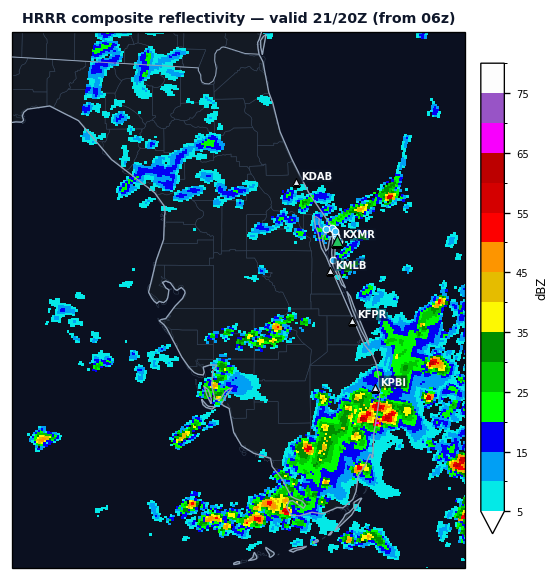 HRRR composite reflectivity — valid 21/20Z (from 06z)
KDAB
KXMR
KMLB
KFPR
KPBI
75
65
55
45
35
25
15
5
dBZ